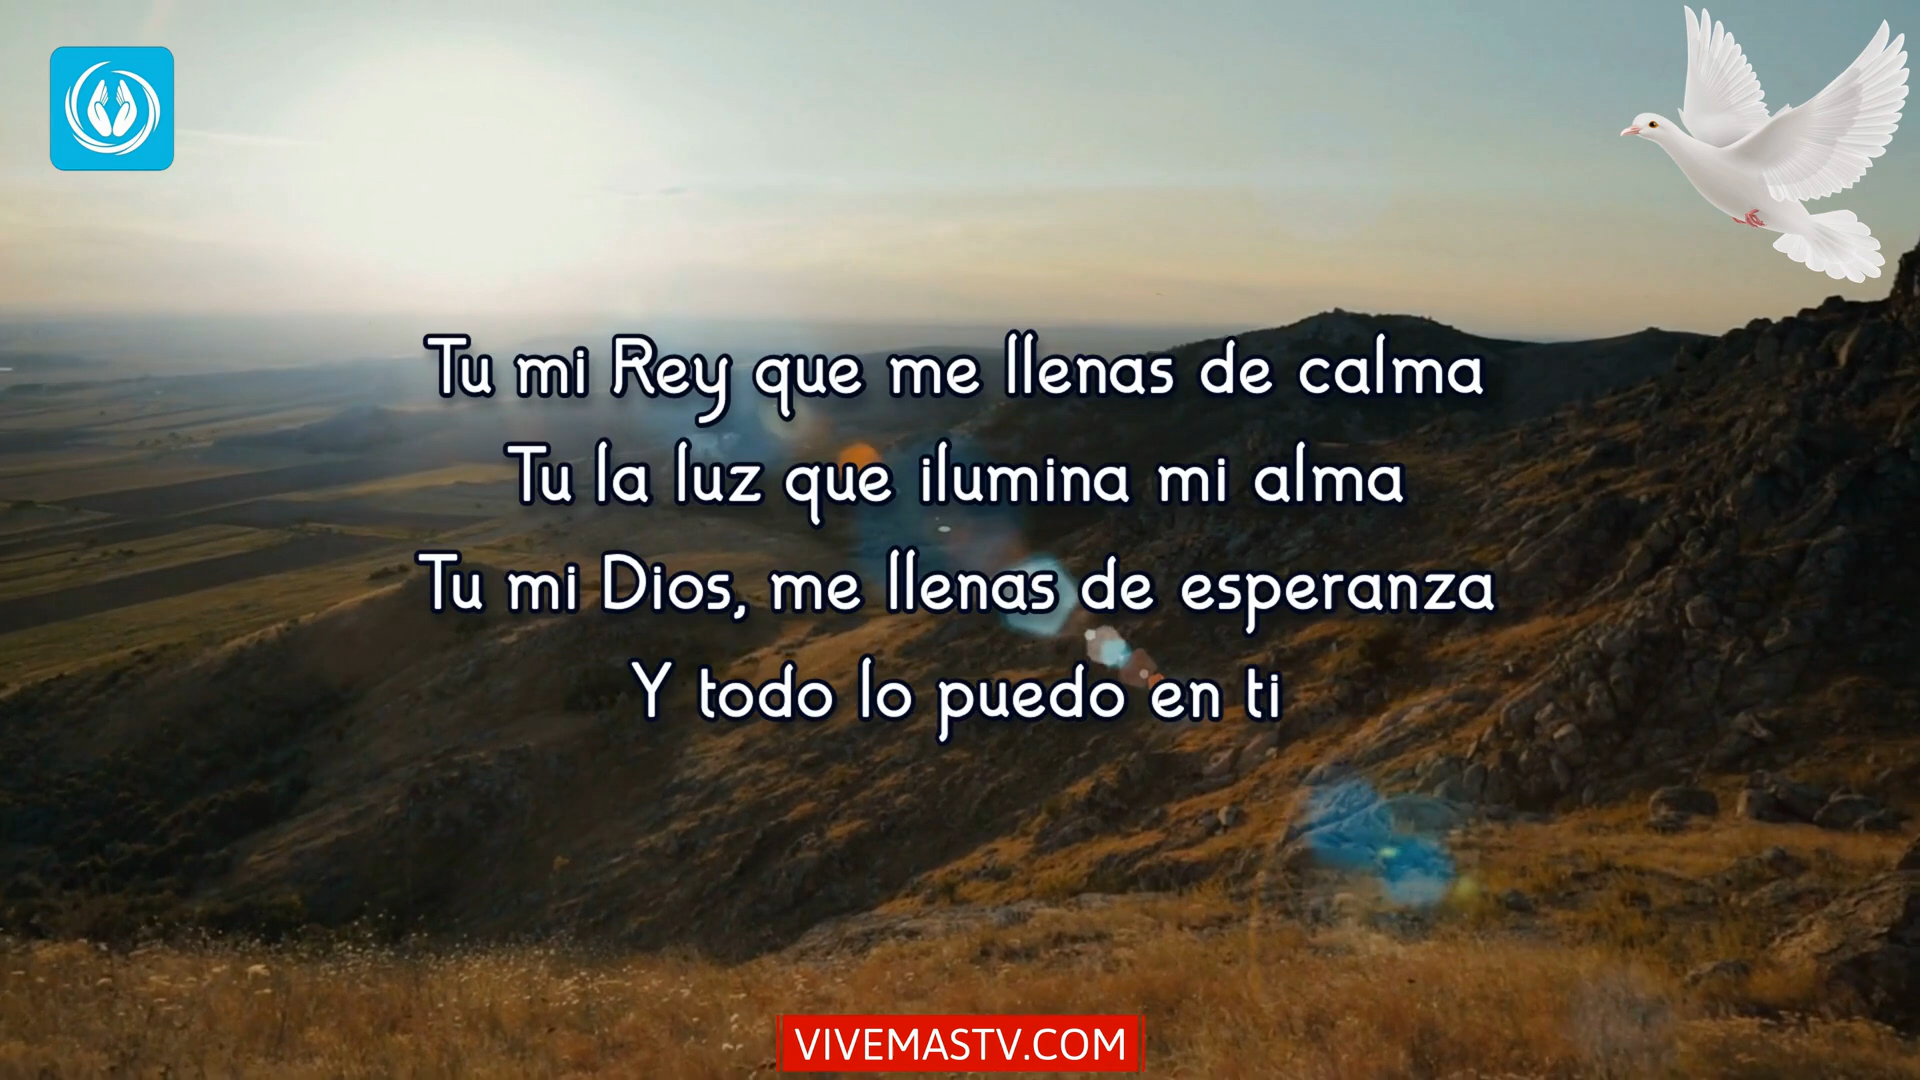 Tu mi Rey que me llenas de calma
Tu la luz que ilumina mi alma
Tu mi Dios, me llenas de esperanza
Y todo lo puedo en ti
VIVEMASTV.COM